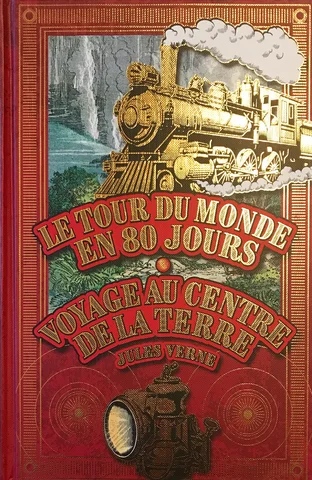 LE TOUR DU MONDE
EN 80 JOURS
VOYAGE AU CENTRE
DE LA TERRE
JULES VERNE